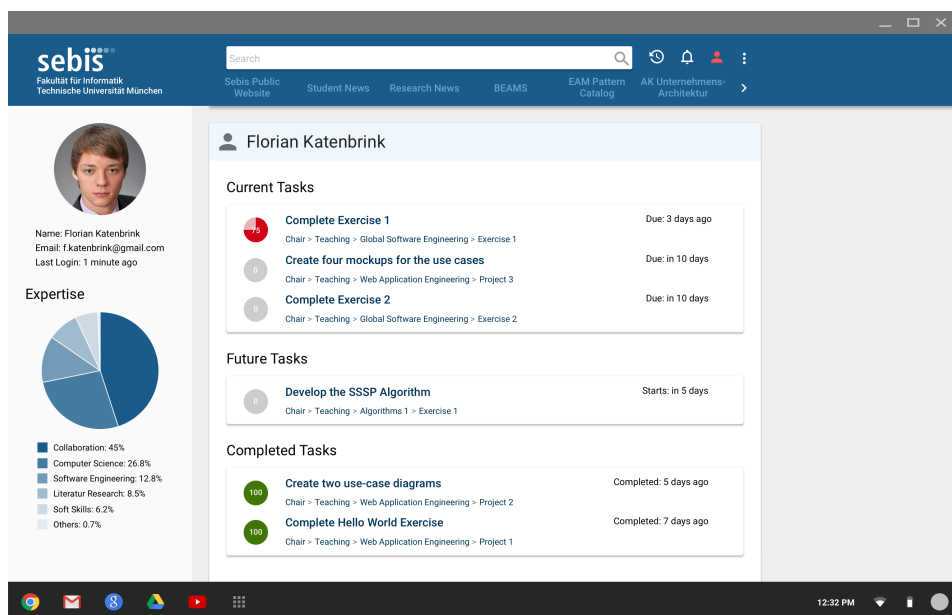 sebis
Fakultät für Informatik
Technische Universität München
Search
Sebis Public
Website
Student News
Research News
BEAMS
EAM Pattern
Catalog
AK Unternehmens-
Architektur
Name: Florian Katenbrink
Email: f.katenbrink@gmail.com
Last Login: 1 minute ago
Expertise
Collaboration: 45%
Computer Science: 26.8%
Software Engineering: 12.8%
Literatur Research: 8.5%
Soft Skills: 6.2%
Others: 0.7%
Florian Katenbrink
Current Tasks
75
Complete Exercise 1
Due: 3 days ago
Chair > Teaching > Global Software Engineering > Exercise 1
0
Create four mockups for the use cases
Due: in 10 days
Chair > Teaching > Web Application Engineering > Project 3
0
Complete Exercise 2
Due: in 10 days
Chair > Teaching > Global Software Engineering > Exercise 2
Future Tasks
0
Develop the SSSP Algorithm
Starts: in 5 days
Chair > Teaching > Algorithms 1 > Exercise 1
Completed Tasks
100
Create two use-case diagrams
Completed: 5 days ago
Chair > Teaching > Web Application Engineering > Project 2
100
Complete Hello World Exercise
Completed: 7 days ago
Chair > Teaching > Web Application Engineering > Project 1
12:32 PM